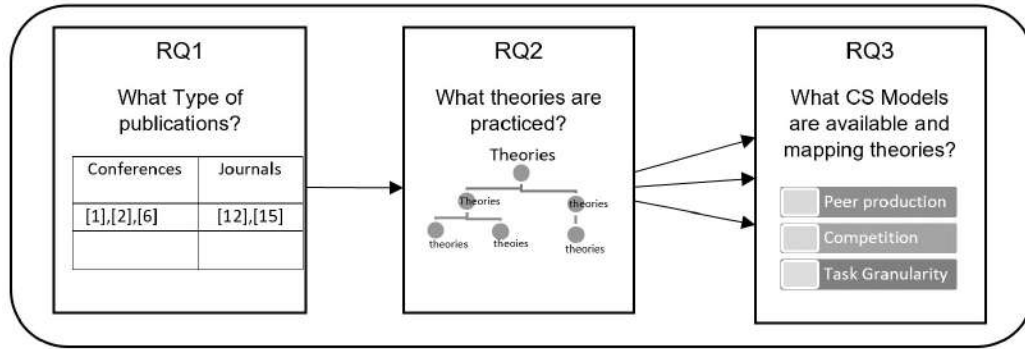 RQ1
What Type of
publications?
Conferences
Journals
[1],[2],[6]
[12],[15]
RQ2
What theories are
practiced?
Theories
Theories
theories
theories
theoies
theories
RQ3
What CS Models
are available and
mapping theories?
Peer production
Competition
Task Granularity